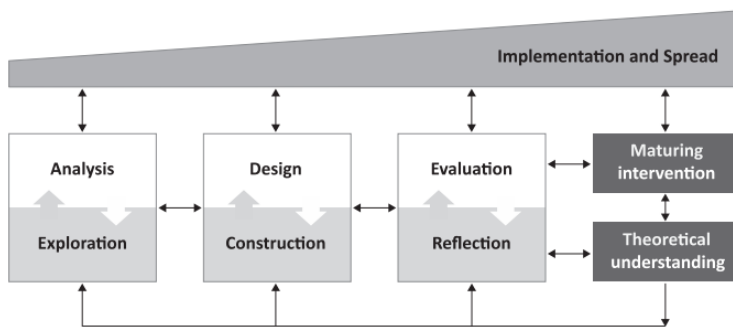 Implementation and Spread
Analysis
Exploration
Design
Construction
Evaluation
Reflection
Maturing
intervention
Theoretical
understanding